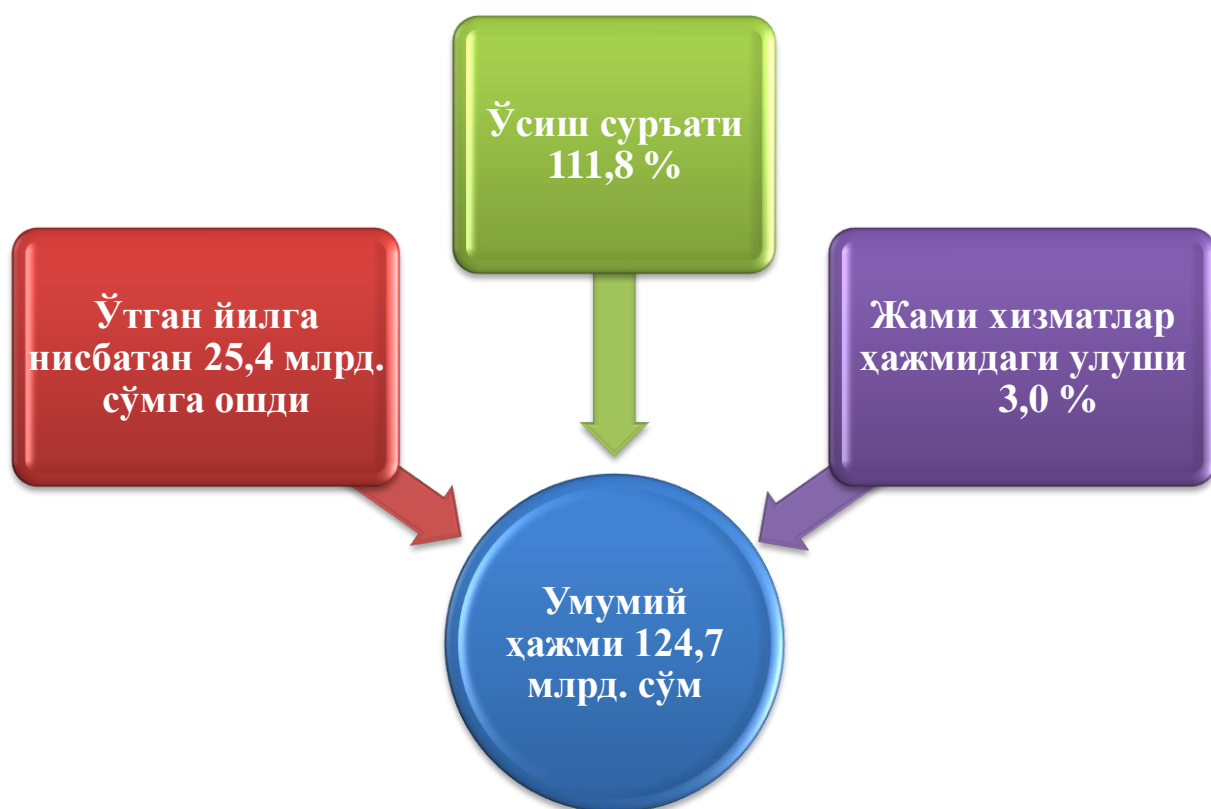 Ўсиш суръати
111,8 %
Ўтган йилга
нисбатан 25,4 млрд.
сўмга ошди
Жами хизматлар
ҳажмидаги улуши
3,0 %
Умумий
ҳажми 124,7
млрд. сўм